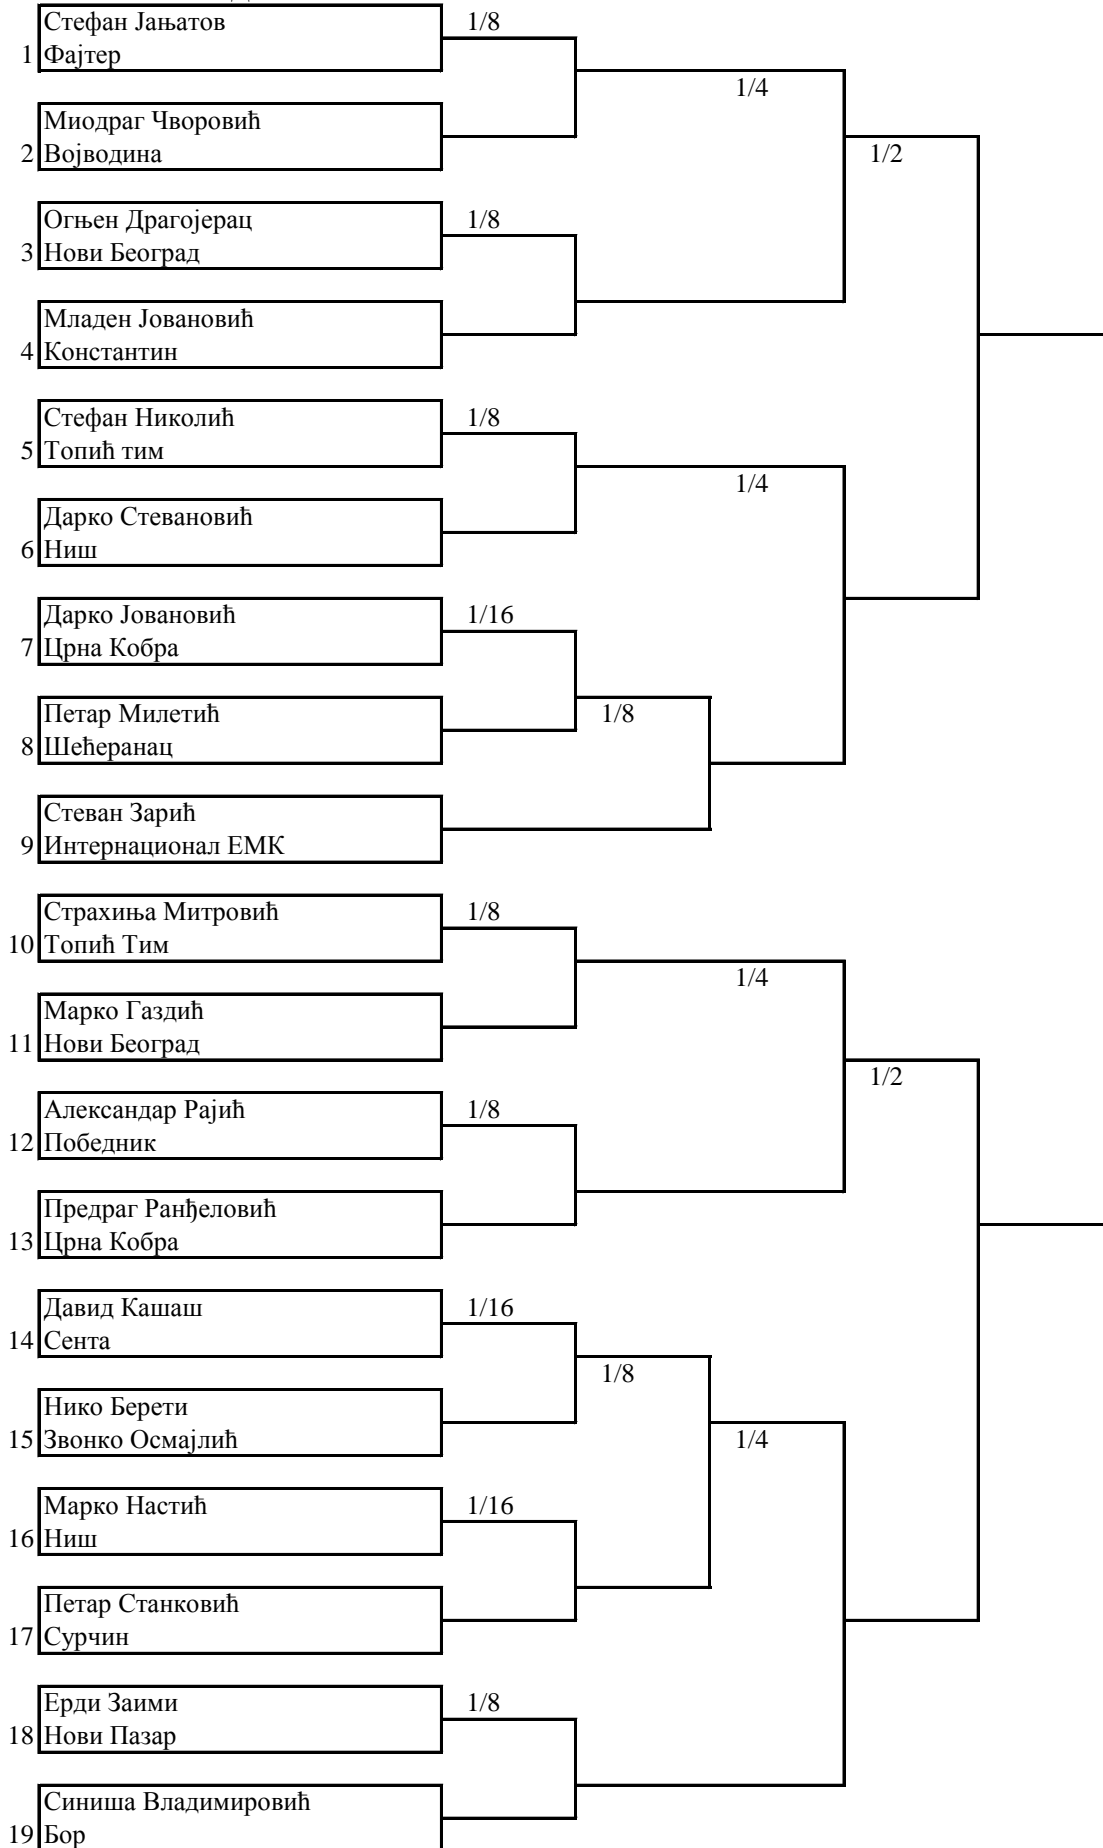 Стефан Јањатов
1/8
1 Фајтер
1/4
Миодраг Чворовић
2 Војводина
1/2
Огњен Драгојерац
1/8
3 Нови Београд
Младен Јовановић
4 Константин
Стефан Николић
1/8
5 Топић тим
1/4
Дарко Стевановић
6 Ниш
Дарко Јовановић
1/16
7 Црна Кобра
Петар Милетић
1/8
8 Шећеранац
Стеван Зарић
9 Интернационал ЕМК
Страхиња Митровић
1/8
10 Топић Тим
1/4
Марко Газдић
11 Нови Београд
1/2
Александар Рајић
1/8
12 Победник
Предраг Ранђеловић
13 Црна Кобра
Давид Кашаш
1/16
14 Сента
1/8
Нико Берети
15 Звонко Осмајлић
1/4
Марко Настић
1/16
16 Ниш
Петар Станковић
17 Сурчин
Ерди Заими
1/8
18 Нови Пазар
Синиша Владимировић
19 Бор